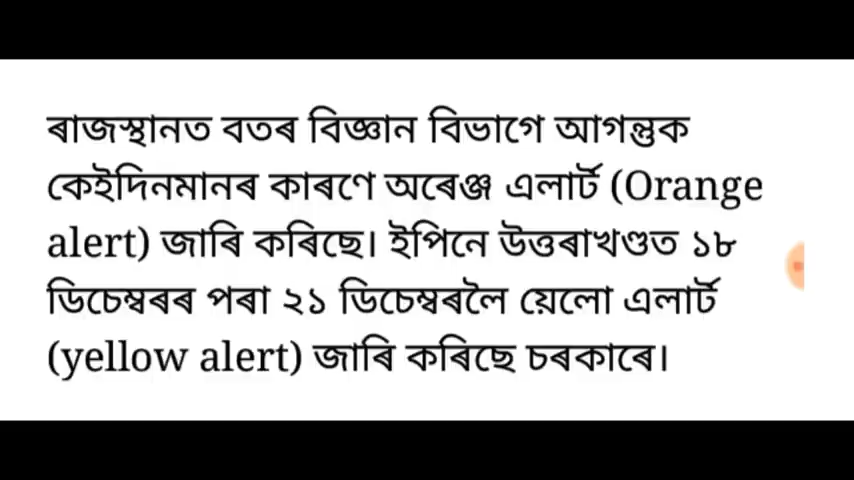 ৰাজস্থানত বতৰ বিজ্ঞান বিভাগে আগন্তুক
কেইদিনমানৰ কাৰণে অৰেঞ্জ এলাৰ্ট (Orange
alert) জাৰি কৰিছে। ইপিনে উত্তৰাখণ্ডত ১৮
ডিচেম্বৰৰ পৰা ২১ ডিচেম্বৰলৈ য়েলো এলাৰ্ট
(yellow alert) জাৰি কৰিছে চৰকাৰে।